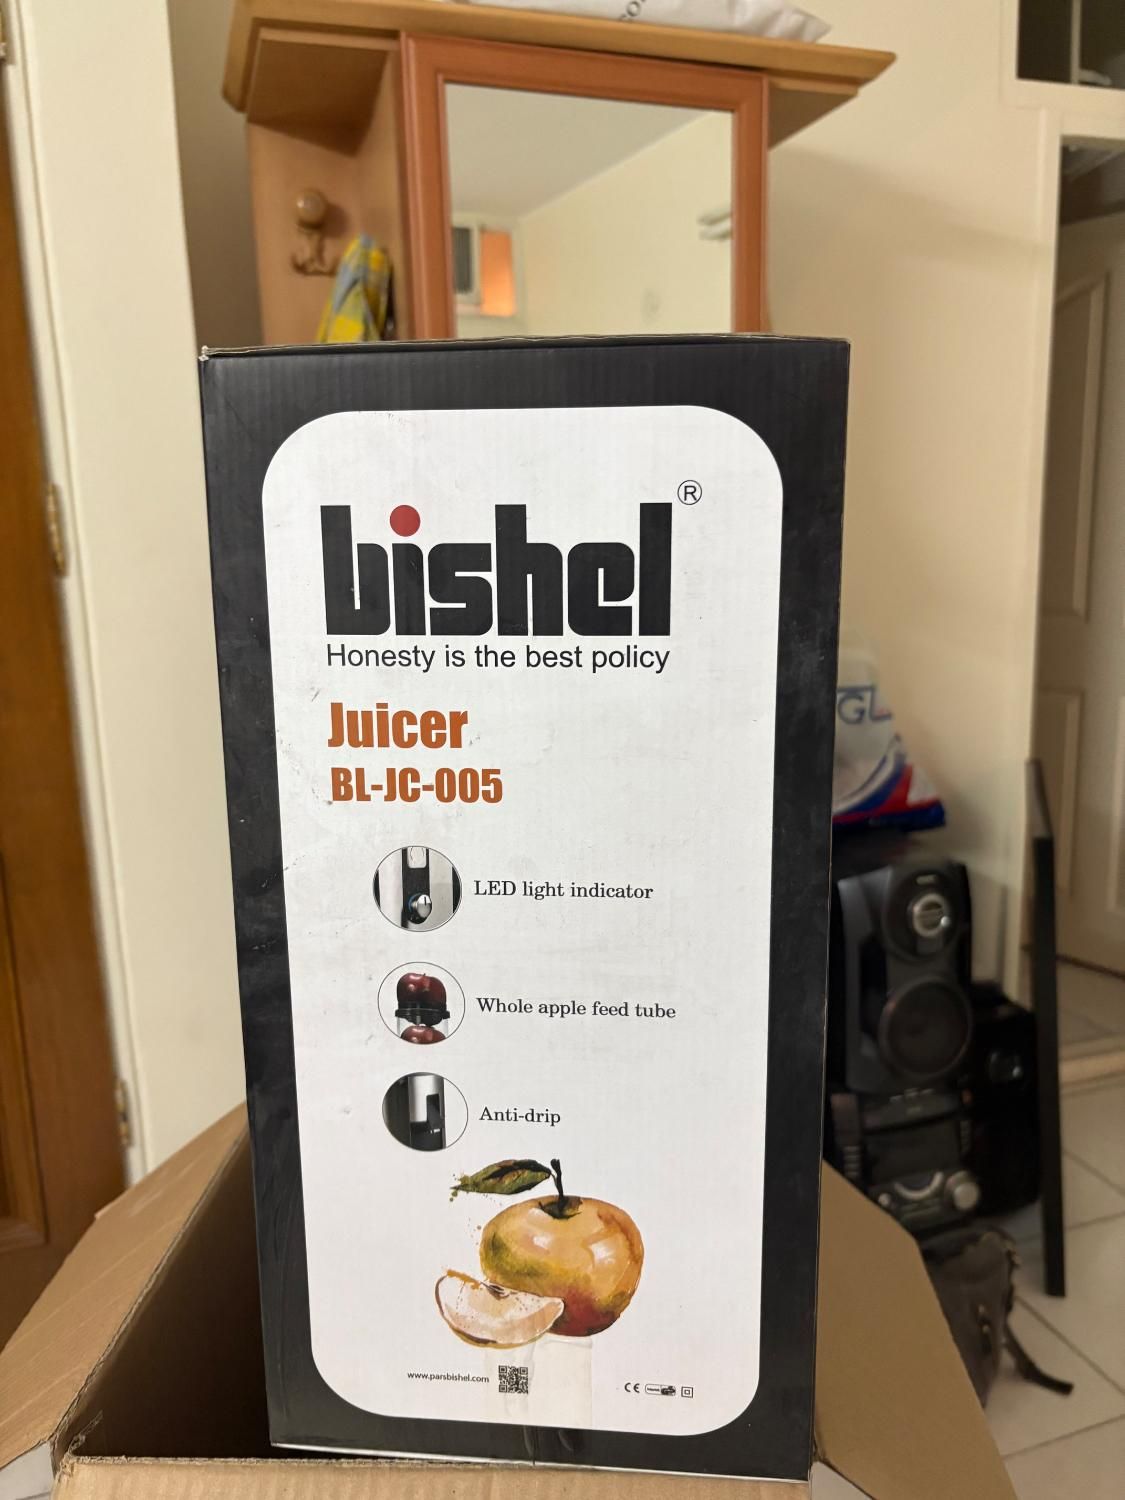 bishel®
Honesty is the best policy
Juicer
BL-JC-005
LED light indicator
Whole apple feed tube
Anti-drip
www.parsbishel.com
CE
GL